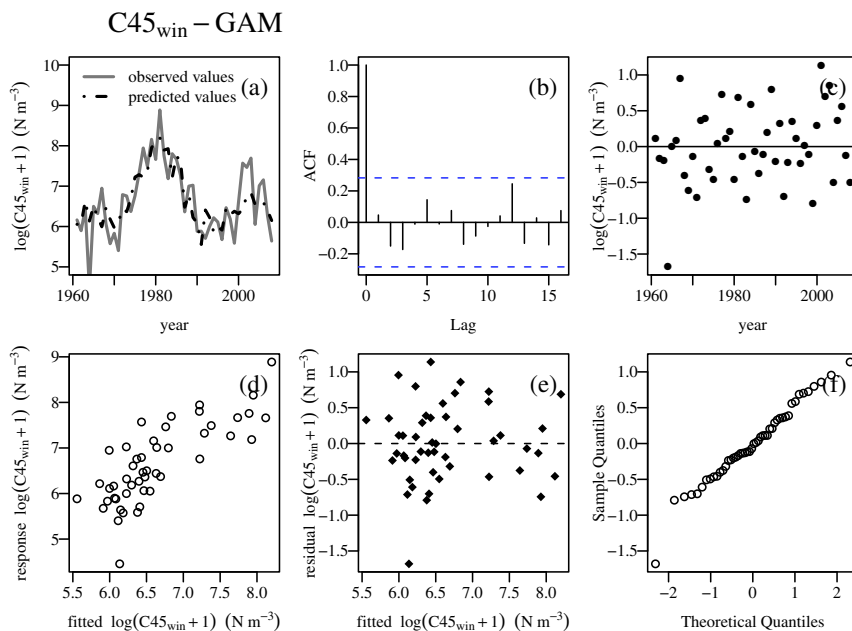 C45win – GAM
log(C45win + 1) (N m−3)
10
9
8
7
6
5
observed values
predicted values
(a)
1960 1980 2000
year
ACF
1.0
0.8
0.6
0.4
0.2
0.0
−0.2
(b)
0 5 10 15
Lag
log(C45win + 1) (N m−3)
1.0
0.5
0.0
−0.5
−1.0
−1.5
(c)
1960 1980 2000
year
response log(C45win + 1) (N m−3)
9
8
7
6
5
(d)
5.5 6.0 6.5 7.0 7.5 8.0
fitted log(C45win + 1) (N m−3)
residual log(C45win + 1) (N m−3)
1.0
0.5
0.0
−0.5
−1.0
−1.5
(e)
5.5 6.0 6.5 7.0 7.5 8.0
fitted log(C45win + 1) (N m−3)
Sample Quantiles
1.0
0.5
0.0
−0.5
−1.0
−1.5
(f)
−2 −1 0 1 2
Theoretical Quantiles